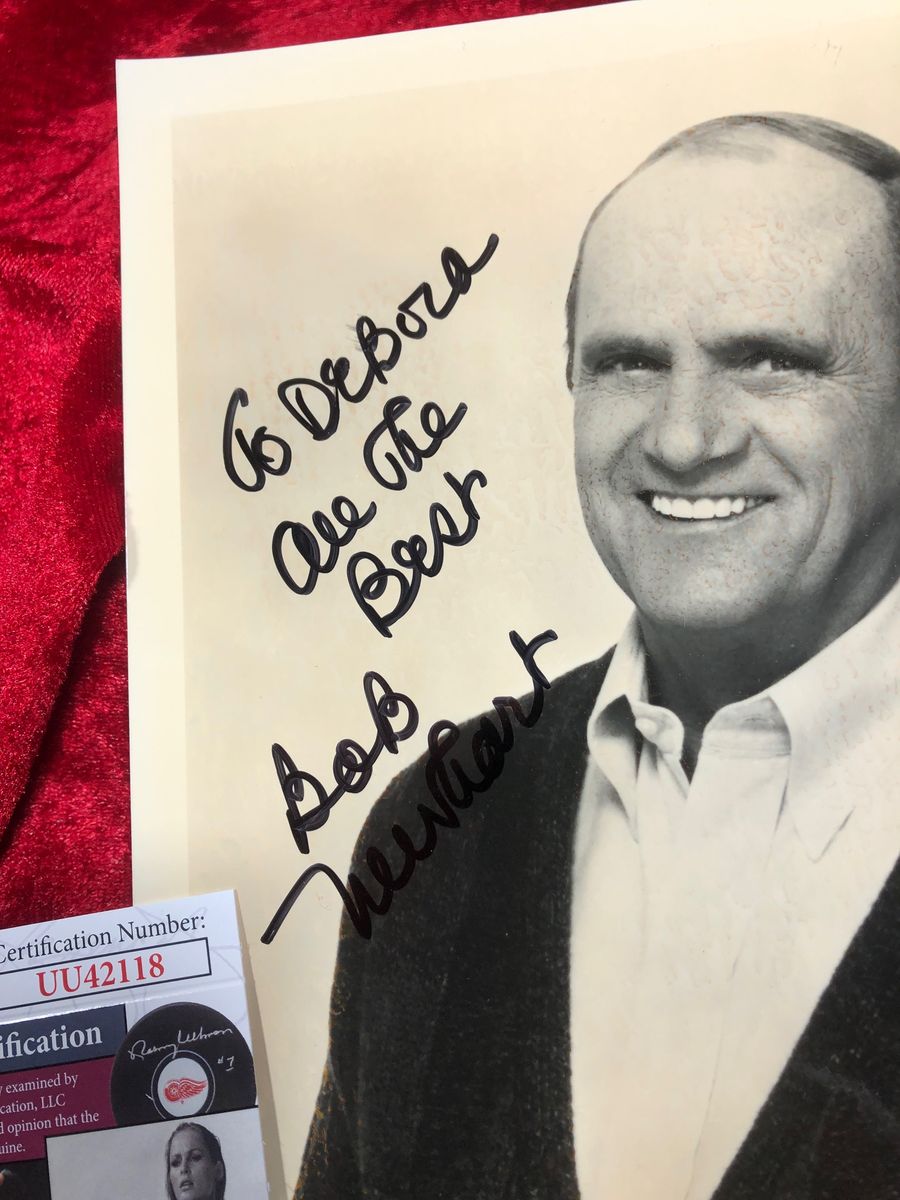 To DeBora
All The
Best
Bob
Newhart
Certification Number:
UU42118
ification
y examined by
cation, LLC
d opinion that the
uine.
#7